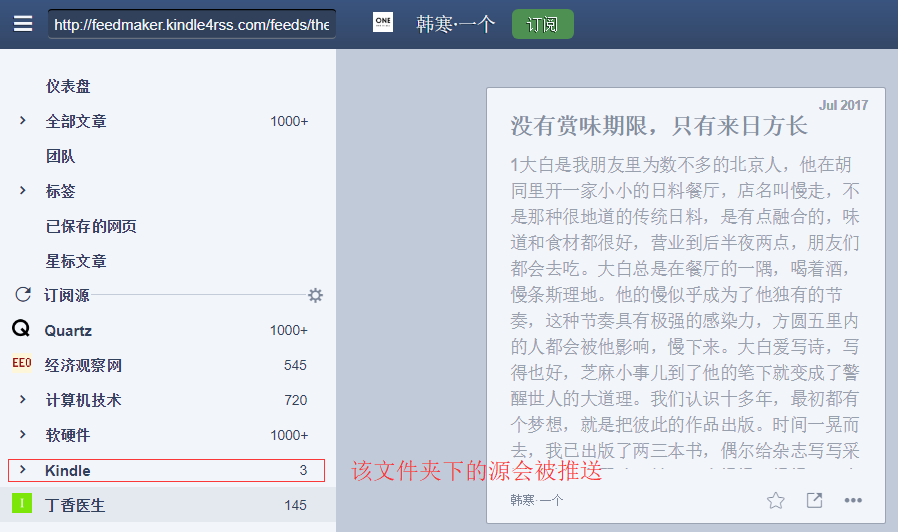 http://feedmaker.kindle4rss.com/feeds/the
ONE
韩寒·一个
订阅
仪表盘
全部文章 1000+
团队
标签
已保存的网页
星标文章
订阅源
Q Quartz 1000+
EEO 经济观察网 545
计算机技术 720
软硬件 1000+
Kindle 3
丁香医生 145
该文件夹下的源会被推送
Jul 2017
没有赏味期限，只有来日方长
1大白是我朋友里为数不多的北京人，他在胡
同里开一家小小的日料餐厅，店名叫慢走，不
是那种很地道的传统日料，是有点融合的，味
道和食材都很好，营业到后半夜两点，朋友们
都会去吃。大白总是在餐厅的一隅，喝着酒，
慢条斯理地。他的慢似乎成为了他独有的节
奏，这种节奏具有极强的感染力，方圆五里内
的人都会被他影响，慢下来。大白爱写诗，写
得也好，芝麻小事儿到了他的笔下就变成了警
醒世人的大道理。我们认识十多年，最初都有
个梦想，就是把彼此的作品出版。时间一晃而
去，我已出版了两三本书，偶尔给杂志写写采
韩寒·一个